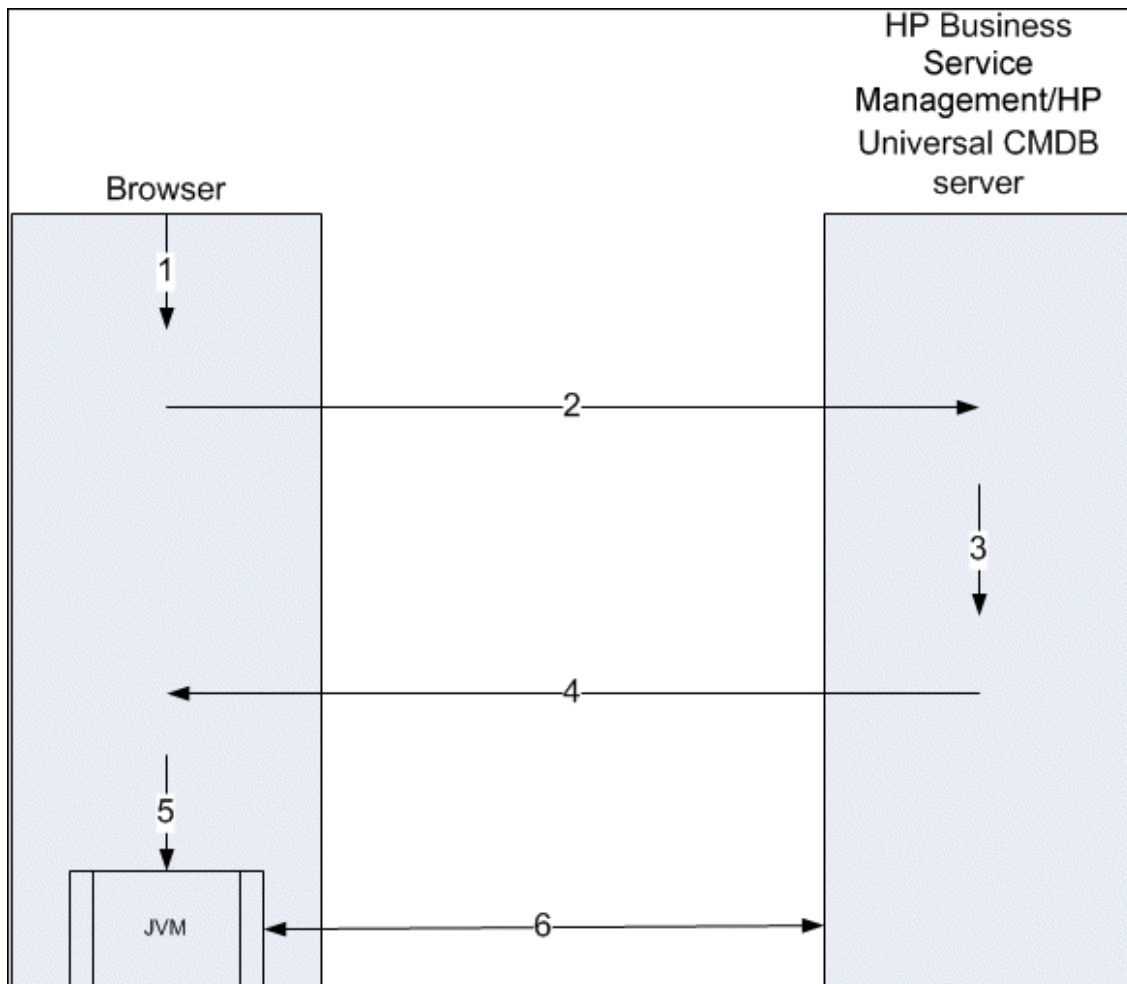 HP Business
Service
Management/HP
Universal CMDB
server
Browser
1
2
3
4
5
JVM
6